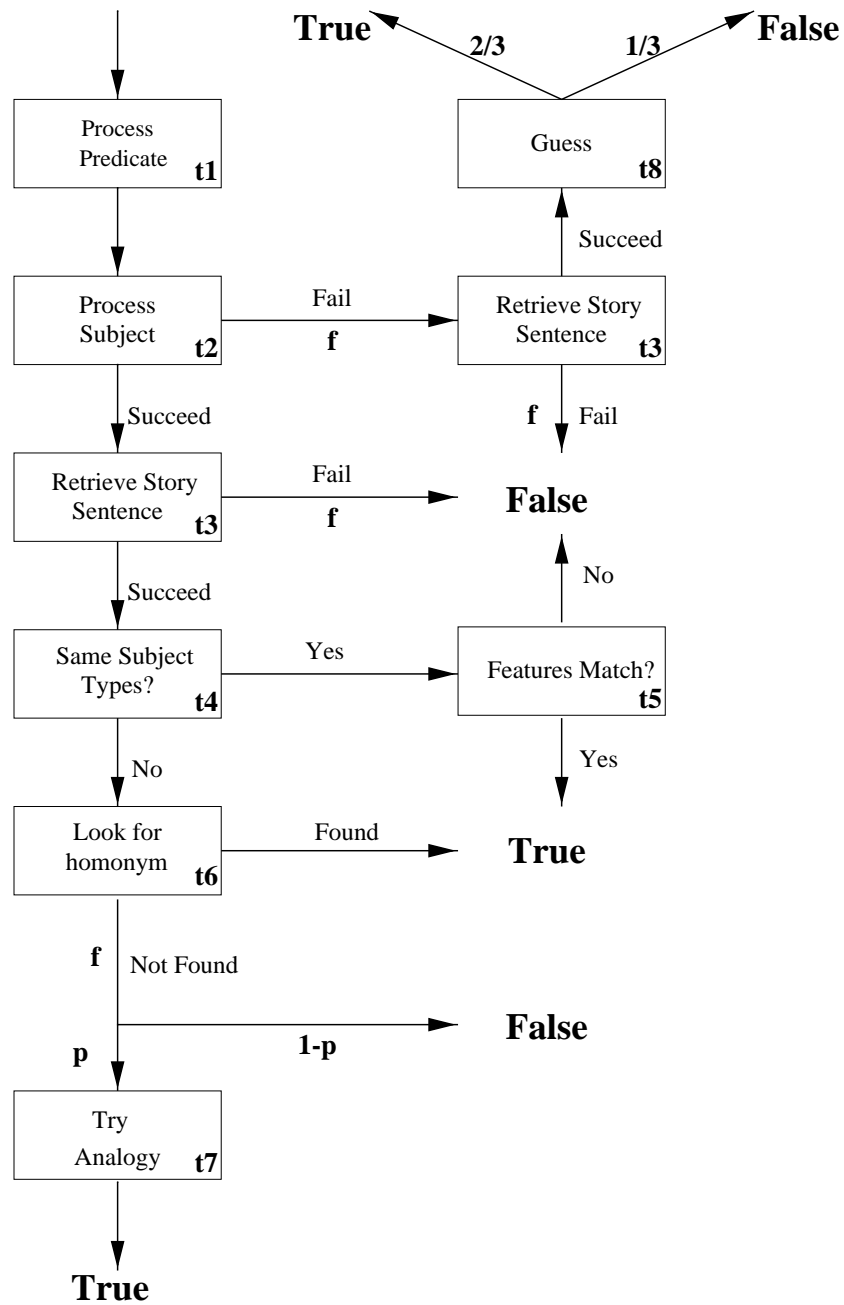 True
False
2/3
1/3
Process
Predicate
t1
Guess
t8
Succeed
Process
Subject
t2
Fail
f
Retrieve Story
Sentence
t3
Succeed
f
Fail
Retrieve Story
Sentence
t3
Fail
f
False
Succeed
No
Same Subject
Types?
t4
Yes
Features Match?
t5
No
Yes
Look for
homonym
t6
Found
True
f
Not Found
p
1-p
False
Try
Analogy
t7
True